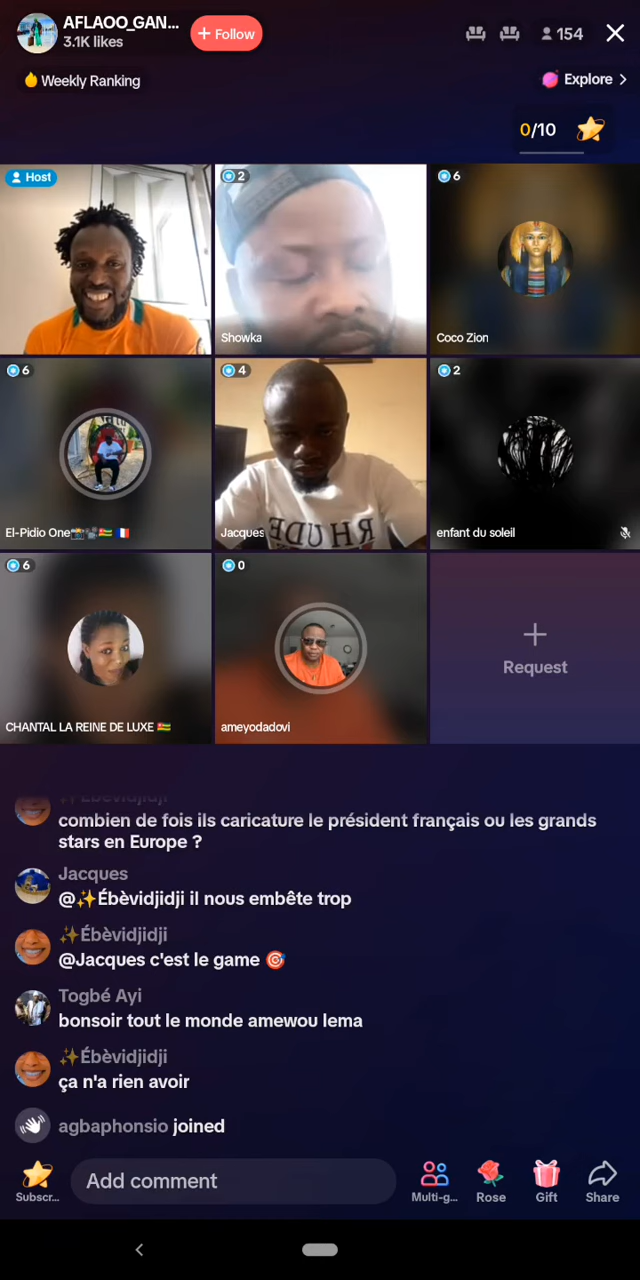 AFLAOO_GAN...
3.1K likes
+ Follow
154
Weekly Ranking
Explore
0/10
Host
2
Showka
6
Coco Zion
6
El-Pidio One📸📽🇹🇬 🇫🇷
4
Jacques
RHUDE
2
enfant du soleil
6
CHANTAL LA REINE DE LUXE 🇹🇬
0
ameyodadovi
Request
✨Ébèvidjidji
combien de fois ils caricature le président français ou les grands
stars en Europe ?
Jacques
@✨Ébèvidjidji il nous embête trop
✨Ébèvidjidji
@Jacques c'est le game 🎯
Togbé Ayi
bonsoir tout le monde amewou lema
✨Ébèvidjidji
ça n'a rien avoir
agbaphonsio joined
Add comment
Subscr...
Multi-g...
Rose
Gift
Share